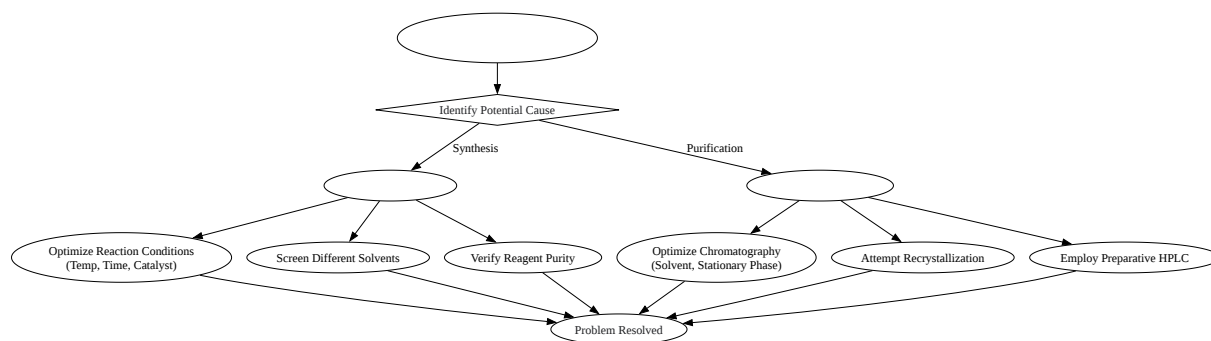 Identify Potential Cause
Synthesis
Purification
Optimize Reaction Conditions
(Temp, Time, Catalyst)
Screen Different Solvents
Verify Reagent Purity
Optimize Chromatography
(Solvent, Stationary Phase)
Attempt Recrystallization
Employ Preparative HPLC
Problem Resolved